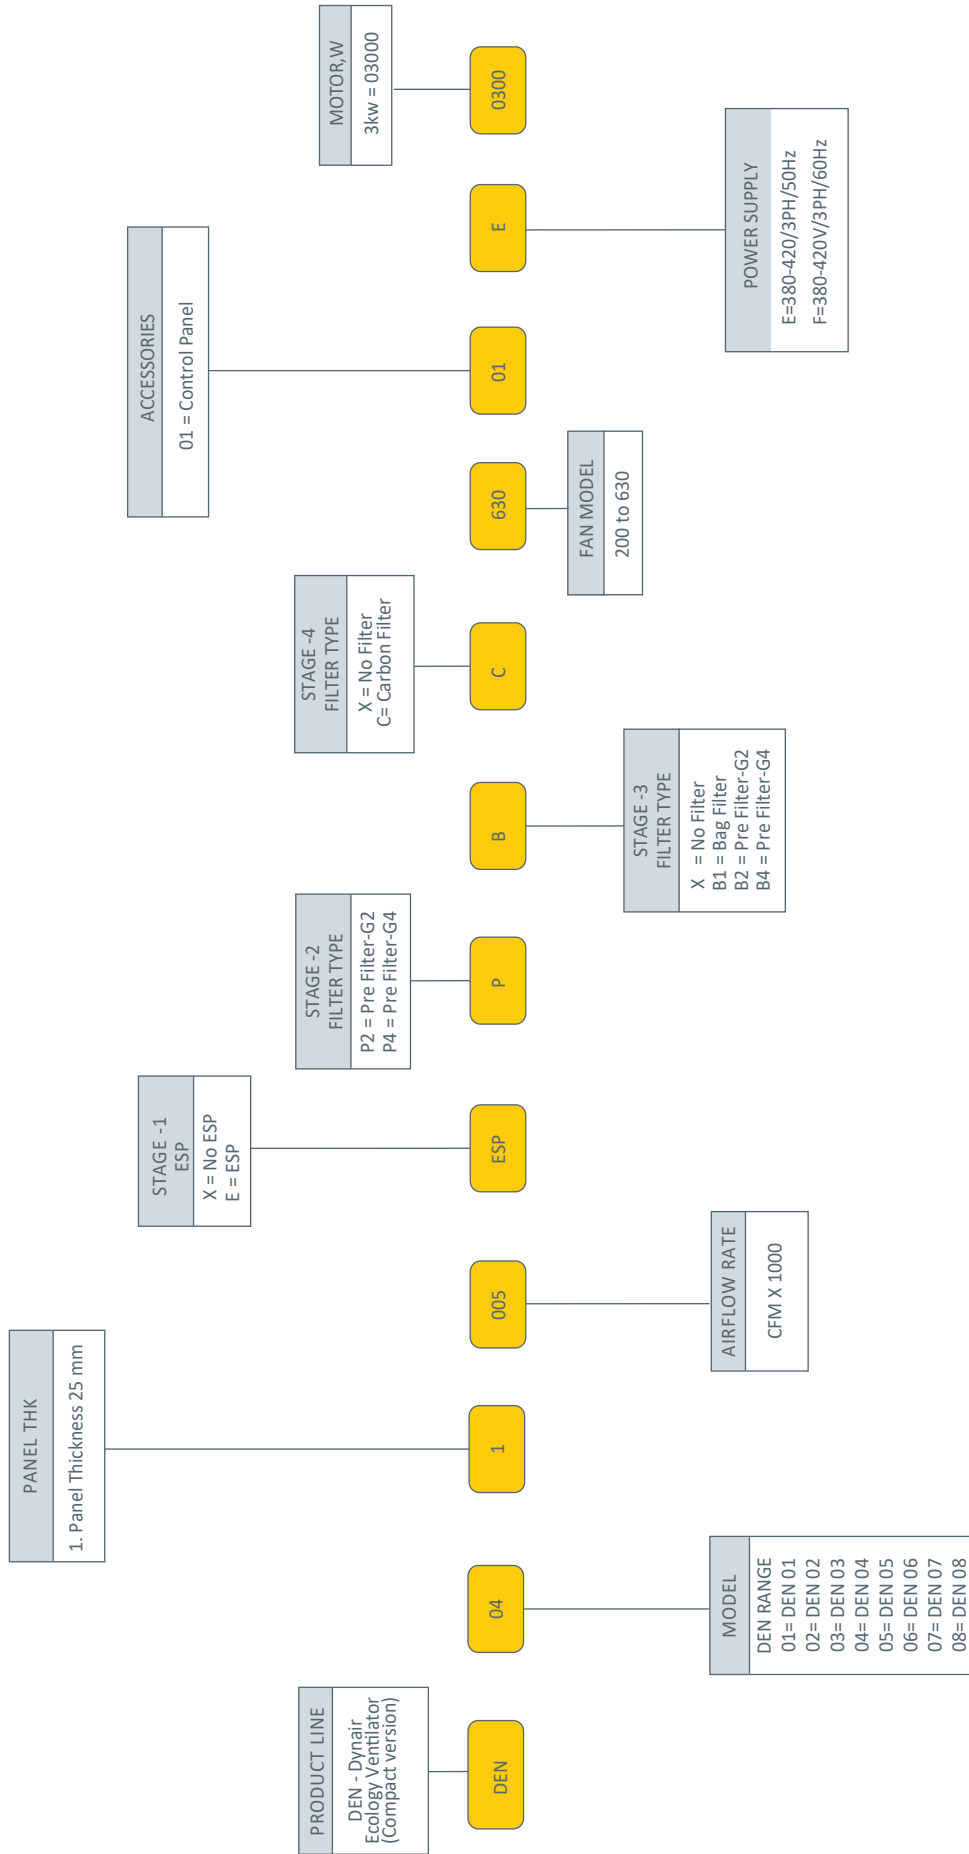 PRODUCT LINE
DEN - Dynair
Ecology Ventilator
(Compact version)
DEN
MODEL
DEN RANGE
01= DEN 01
02= DEN 02
03= DEN 03
04= DEN 04
05= DEN 05
06= DEN 06
07= DEN 07
08= DEN 08
04
PANEL THK
1. Panel Thickness 25 mm
1
AIRFLOW RATE
CFM X 1000
005
STAGE -1
ESP
X = No ESP
E = ESP
ESP
STAGE -2
FILTER TYPE
P2 = Pre Filter-G2
P4 = Pre Filter-G4
P
STAGE -3
FILTER TYPE
X = No Filter
B1 = Bag Filter
B2 = Pre Filter-G2
B4 = Pre Filter-G4
B
STAGE -4
FILTER TYPE
X = No Filter
C= Carbon Filter
C
FAN MODEL
200 to 630
630
ACCESSORIES
01 = Control Panel
01
POWER SUPPLY
E=380-420/3PH/50Hz
F=380-420V/3PH/60Hz
E
MOTOR,W
3kw = 03000
0300